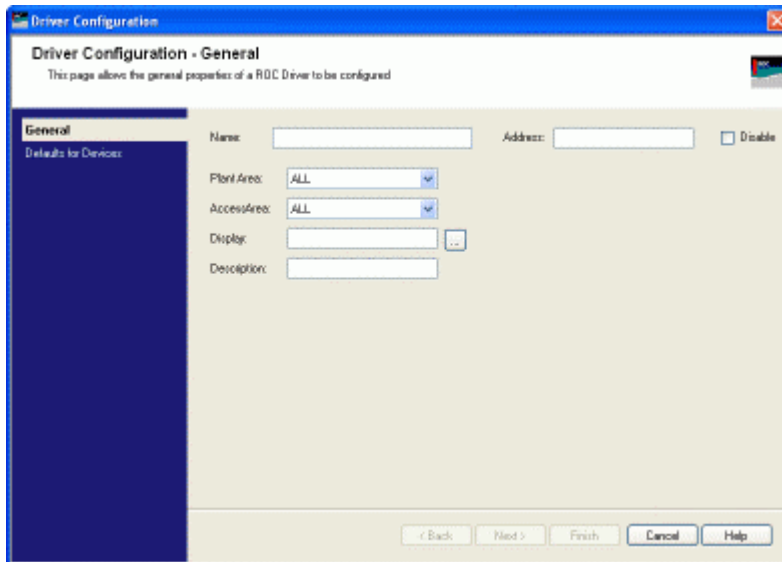 Driver Configuration
Driver Configuration - General
This page allows the general properties of a ROC Driver to be configured
ROC
General
Defaults for Devices
Name: Address: Disable
Plant Area: ALL
AccessArea: ALL
Display: ...
Description:
< Back Next > Finish Cancel Help